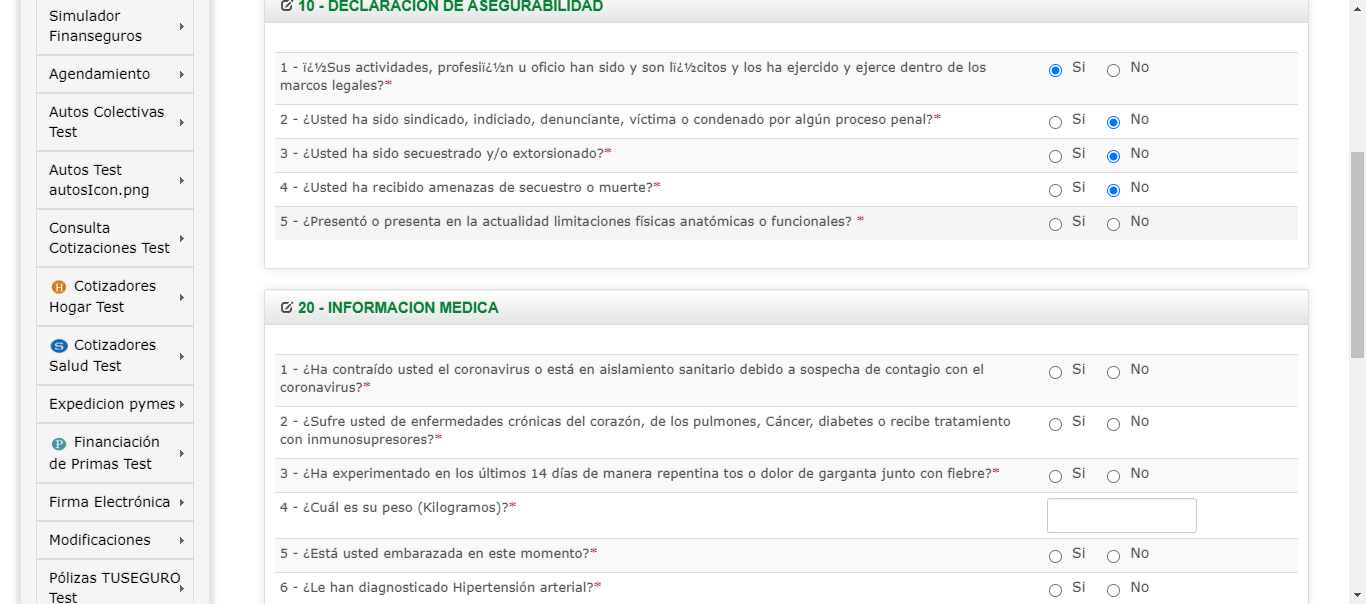 Simulador
Finanseguros
Agendamiento
Autos Colectivas
Test
Autos Test
autosIcon.png
Consulta
Cotizaciones Test
H Cotizadores
Hogar Test
S Cotizadores
Salud Test
Expedicion pymes
P Financiación
de Primas Test
Firma Electrónica
Modificaciones
Pólizas TUSEGURO
Test
10 - DECLARACION DE ASEGURABILIDAD
1 - ï¿½Sus actividades, profesiï¿½n u oficio han sido y son lï¿½citos y los ha ejercido y ejerce dentro de los
marcos legales?*
Si No
2 - ¿Usted ha sido sindicado, indiciado, denunciante, víctima o condenado por algún proceso penal?* Si No
3 - ¿Usted ha sido secuestrado y/o extorsionado?* Si No
4 - ¿Usted ha recibido amenazas de secuestro o muerte?* Si No
5 - ¿Presentó o presenta en la actualidad limitaciones físicas anatómicas o funcionales? * Si No
20 - INFORMACION MEDICA
1 - ¿Ha contraído usted el coronavirus o está en aislamiento sanitario debido a sospecha de contagio con el
coronavirus?*
Si No
2 - ¿Sufre usted de enfermedades crónicas del corazón, de los pulmones, Cáncer, diabetes o recibe tratamiento
con inmunosupresores?*
Si No
3 - ¿Ha experimentado en los últimos 14 días de manera repentina tos o dolor de garganta junto con fiebre?* Si No
4 - ¿Cuál es su peso (Kilogramos)?*
5 - ¿Está usted embarazada en este momento?* Si No
6 - ¿Le han diagnosticado Hipertensión arterial?* Si No